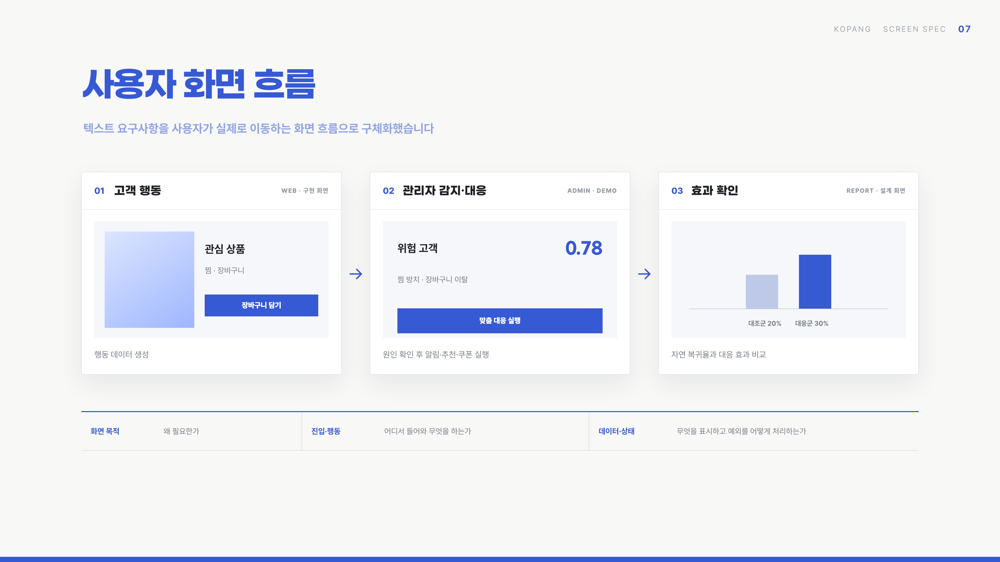 KOPANG SCREEN SPEC 07
사용자 화면 흐름
텍스트 요구사항을 사용자가 실제로 이동하는 화면 흐름으로 구체화했습니다
01 고객 행동 WEB · 구현 화면
관심 상품
찜 · 장바구니
장바구니 담기
행동 데이터 생성
02 관리자 감지·대응 ADMIN · DEMO
위험 고객 0.78
찜 방치 · 장바구니 이탈
맞춤 대응 실행
원인 확인 후 알림·추천·쿠폰 실행
03 효과 확인 REPORT · 설계 화면
대조군 20% 대응군 30%
자연 복귀율과 대응 효과 비교
화면 목적 왜 필요한가
진입·행동 어디서 들어와 무엇을 하는가
데이터·상태 무엇을 표시하고 예외를 어떻게 처리하는가